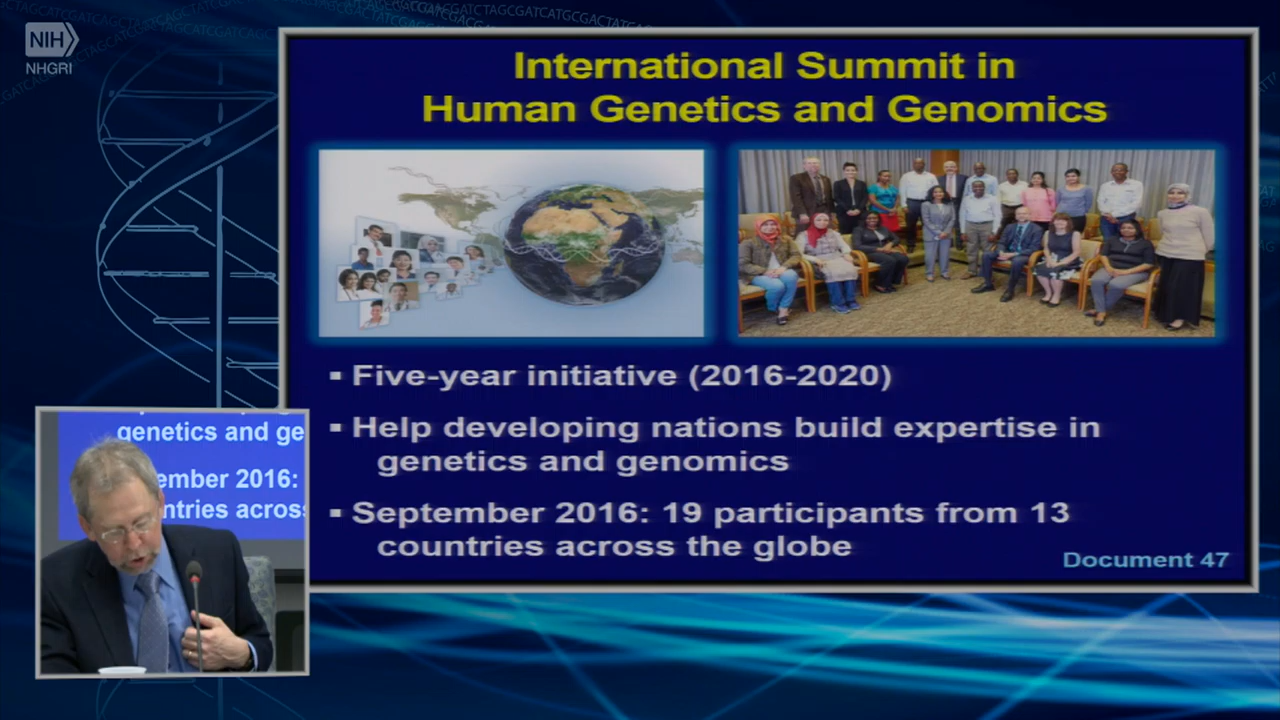 CTAGCGATCATGCGACTATC
NIH
NHGRI
International Summit in
Human Genetics and Genomics
▪ Five-year initiative (2016-2020)
▪ Help developing nations build expertise in
genetics and genomics
▪ September 2016: 19 participants from 13
countries across the globe
Document 47
genetics and ge
ember 2016:
ntries across